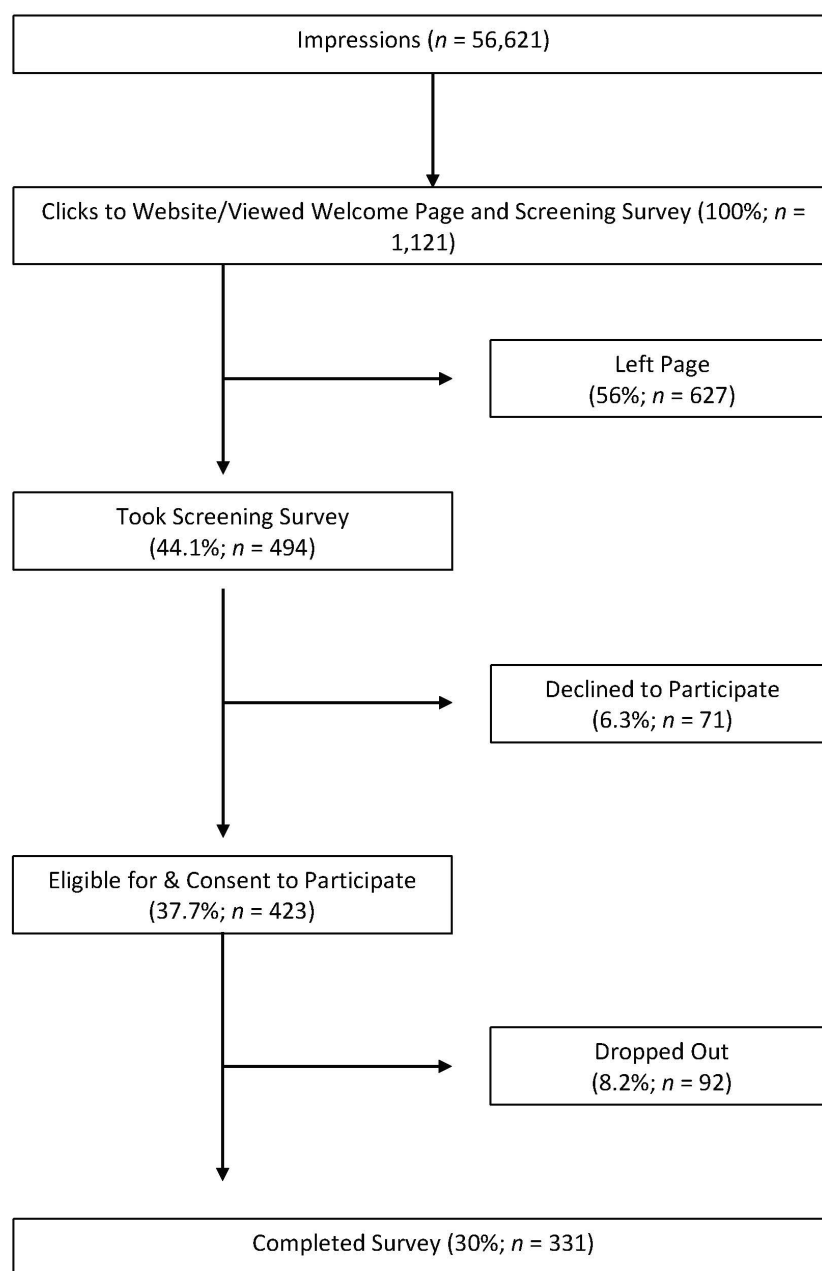 Impressions (n = 56,621)
Clicks to Website/Viewed Welcome Page and Screening Survey (100%; n =
1,121)
Left Page
(56%; n = 627)
Took Screening Survey
(44.1%; n = 494)
Declined to Participate
(6.3%; n = 71)
Eligible for & Consent to Participate
(37.7%; n = 423)
Dropped Out
(8.2%; n = 92)
Completed Survey (30%; n = 331)